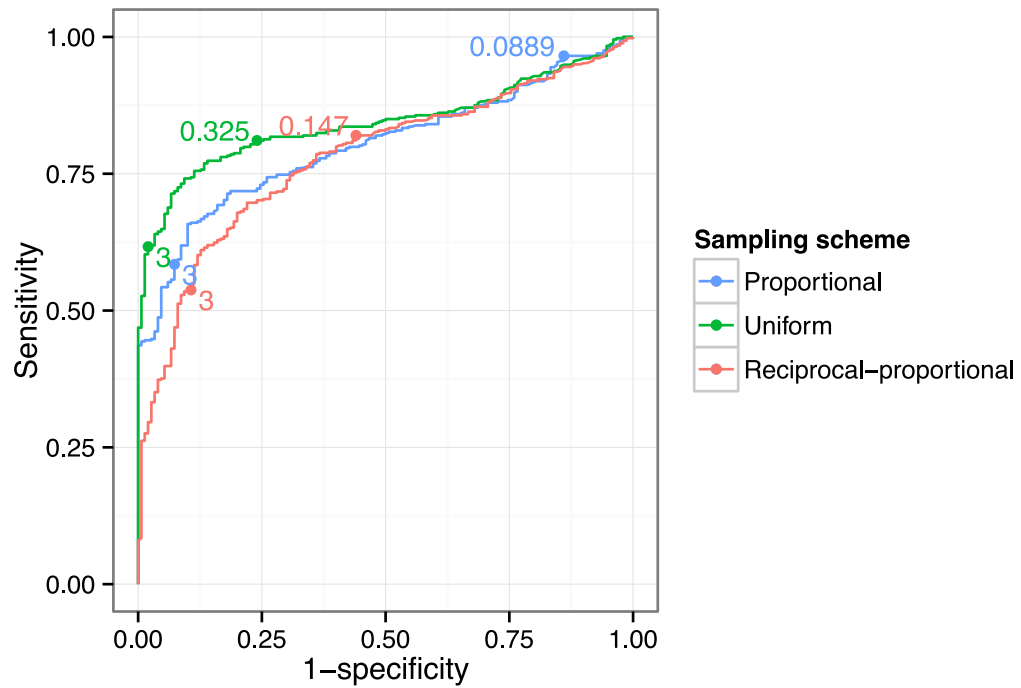 1.00
0.75
0.50
0.25
0.00
Sensitivity
0.0889
0.325
0.147
3
3
3
0.00 0.25 0.50 0.75 1.00
1−specificity
Sampling scheme
Proportional
Uniform
Reciprocal−proportional